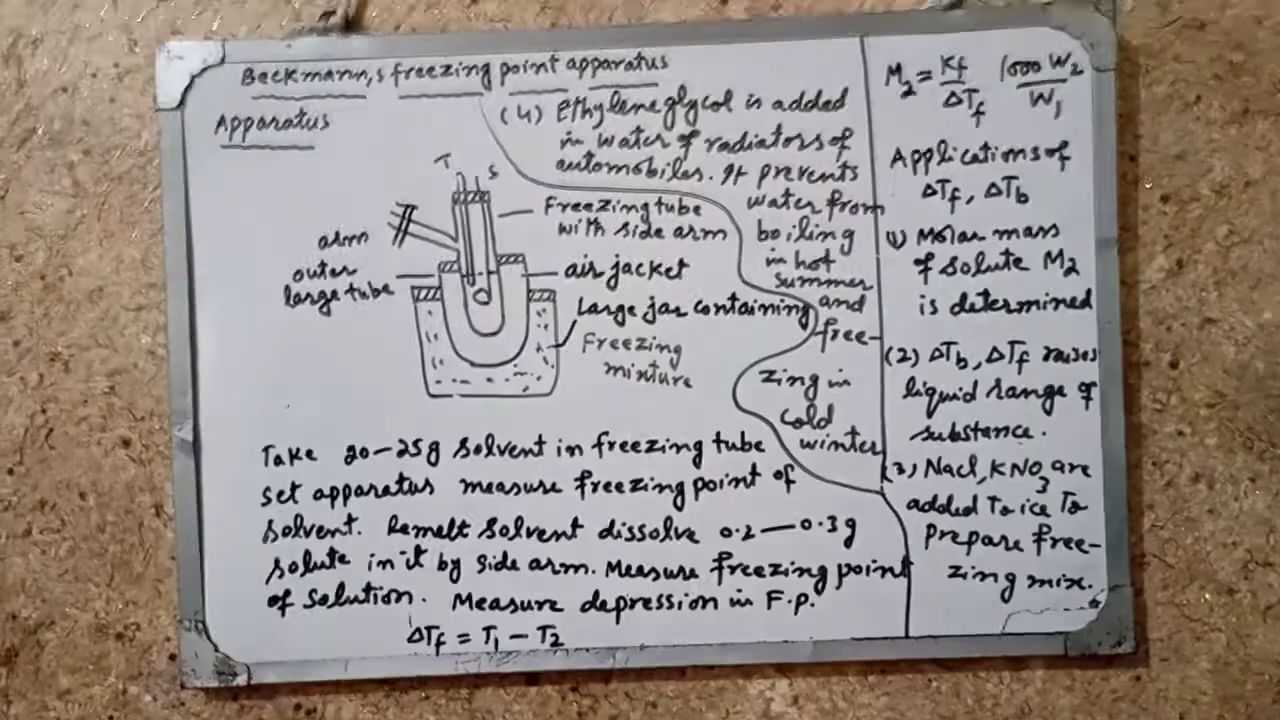 Beckmann,s freezing point apparatus
Apparatus
T
S
arm
outer
large tube
Freezing tube
with side arm
air jacket
Large jar containing
Freezing
mixture
Take 20-25g solvent in freezing tube
set apparatus measure freezing point of
solvent. Remelt solvent dissolve 0.2—0.3g
solute in it by side arm. Measure freezing point
of solution. Measure depression in F.p.
ΔTf = T1 - T2
M2 = Kf/ΔTf 1000 W2/W1
Applications of
ΔTf, ΔTb
(1) Molar mass
of solute M2
is determined
(2) ΔTb, ΔTf raises
liquid range of
substance.
(3) Nacl, KNO3 are
added To ice To
prepare free-
zing mix.
(4) Ethylene glycol is added
in water of radiators of
automobiles. It prevents
water from
boiling
in hot
summer
and
free-
zing in
cold
winter